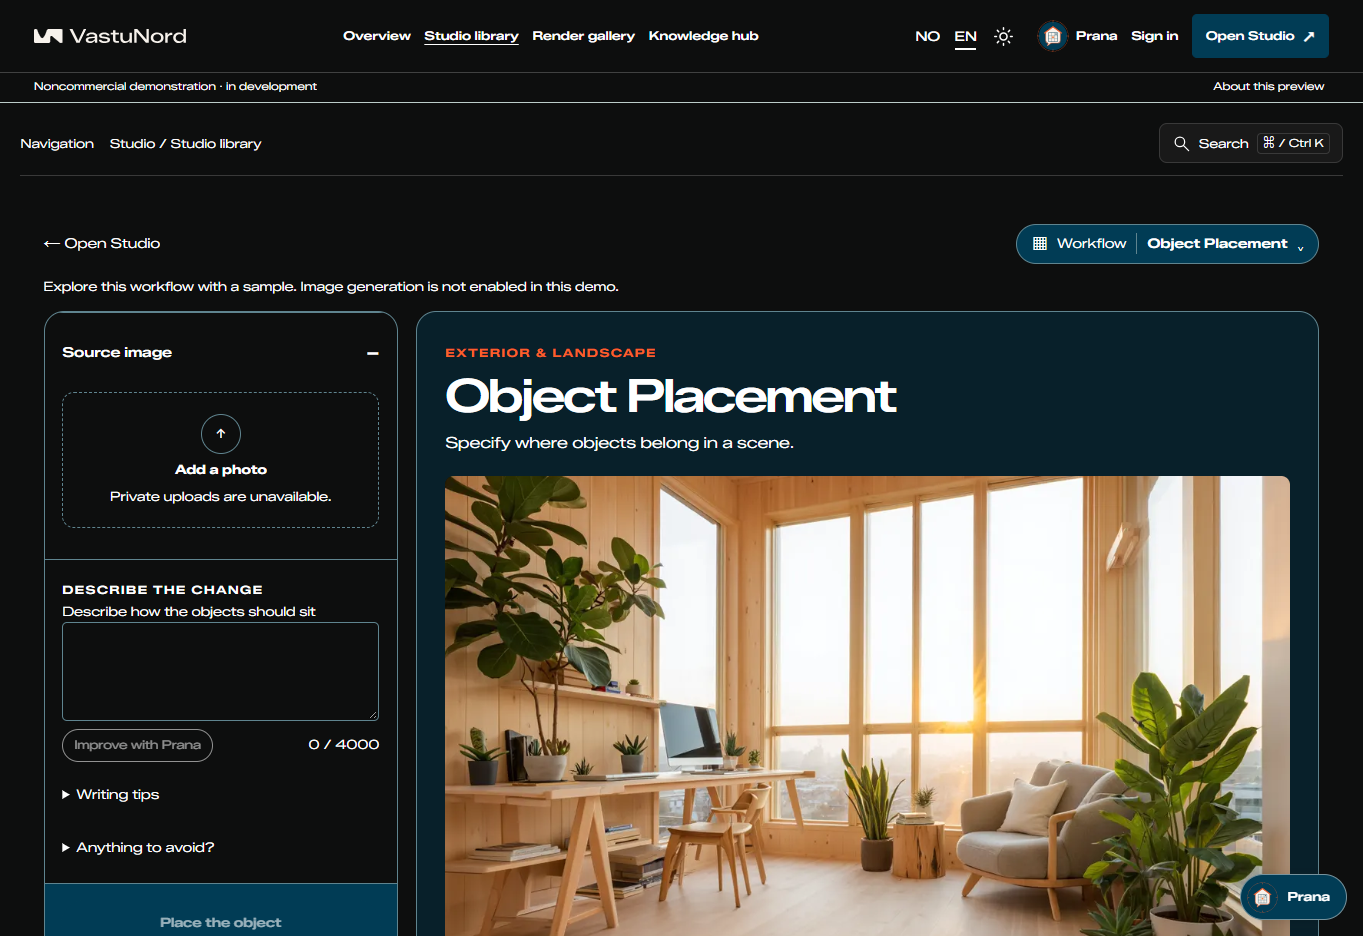 VastuNord
Overview Studio library Render gallery Knowledge hub
NO EN Prana Sign in Open Studio ↗
Noncommercial demonstration · in development
About this preview
Navigation Studio / Studio library
Search ⌘ / Ctrl K
← Open Studio
Workflow Object Placement
Explore this workflow with a sample. Image generation is not enabled in this demo.
Source image
Add a photo
Private uploads are unavailable.
DESCRIBE THE CHANGE
Describe how the objects should sit
Improve with Prana
0 / 4000
Writing tips
Anything to avoid?
Place the object
EXTERIOR & LANDSCAPE
Object Placement
Specify where objects belong in a scene.
Prana